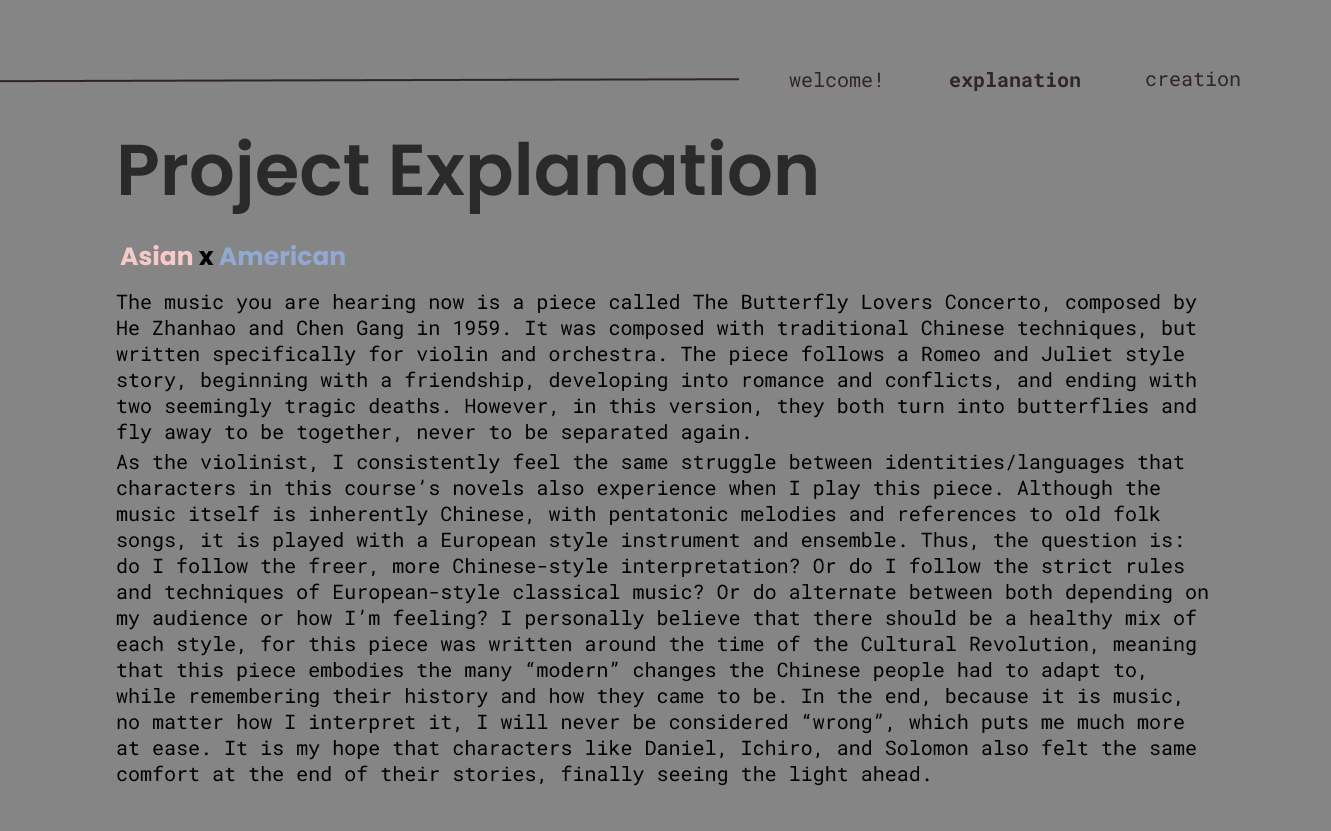 welcome! explanation creation
Project Explanation
Asian x American
The music you are hearing now is a piece called The Butterfly Lovers Concerto, composed by
He Zhanhao and Chen Gang in 1959. It was composed with traditional Chinese techniques, but
written specifically for violin and orchestra. The piece follows a Romeo and Juliet style
story, beginning with a friendship, developing into romance and conflicts, and ending with
two seemingly tragic deaths. However, in this version, they both turn into butterflies and
fly away to be together, never to be separated again.
As the violinist, I consistently feel the same struggle between identities/languages that
characters in this course’s novels also experience when I play this piece. Although the
music itself is inherently Chinese, with pentatonic melodies and references to old folk
songs, it is played with a European style instrument and ensemble. Thus, the question is:
do I follow the freer, more Chinese-style interpretation? Or do I follow the strict rules
and techniques of European-style classical music? Or do alternate between both depending on
my audience or how I’m feeling? I personally believe that there should be a healthy mix of
each style, for this piece was written around the time of the Cultural Revolution, meaning
that this piece embodies the many “modern” changes the Chinese people had to adapt to,
while remembering their history and how they came to be. In the end, because it is music,
no matter how I interpret it, I will never be considered “wrong”, which puts me much more
at ease. It is my hope that characters like Daniel, Ichiro, and Solomon also felt the same
comfort at the end of their stories, finally seeing the light ahead.